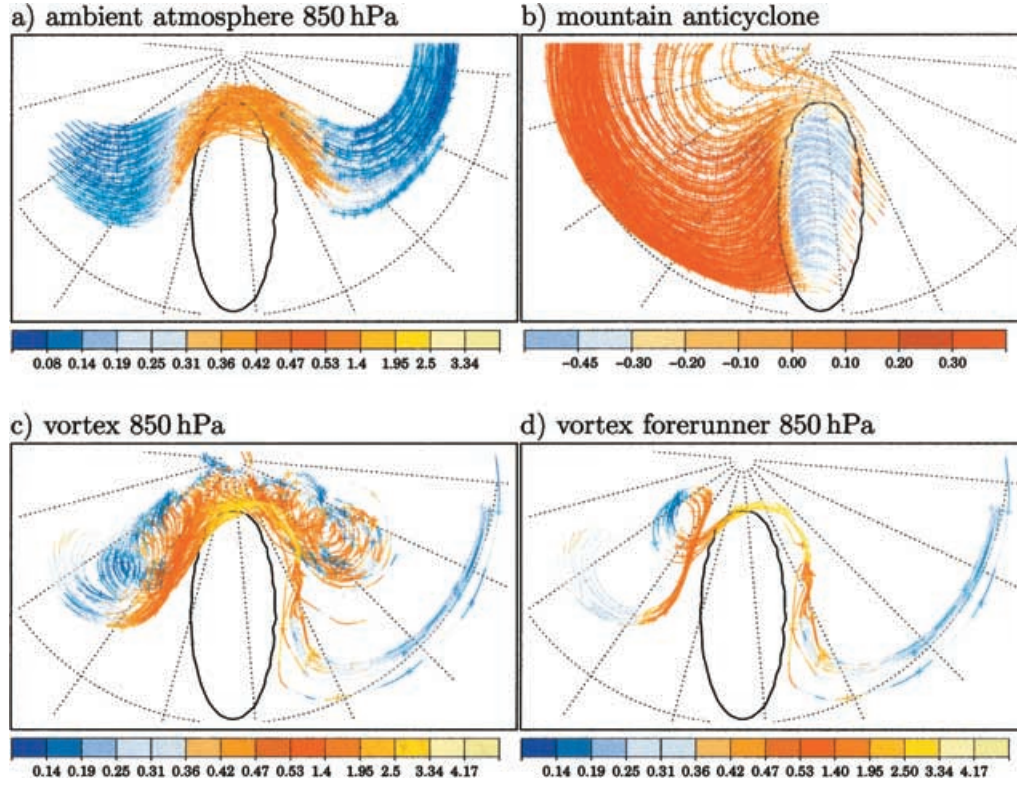 a) ambient atmosphere 850 hPa
b) mountain anticyclone
0.08 0.14 0.19 0.25 0.31 0.36 0.42 0.47 0.53 1.4 1.95 2.5 3.34
−0.45 −0.30 −0.20 −0.10 0.00 0.10 0.20 0.30
c) vortex 850 hPa
d) vortex forerunner 850 hPa
0.14 0.19 0.25 0.31 0.36 0.42 0.47 0.53 1.4 1.95 2.5 3.34 4.17
0.14 0.19 0.25 0.31 0.36 0.42 0.47 0.53 1.40 1.95 2.50 3.34 4.17